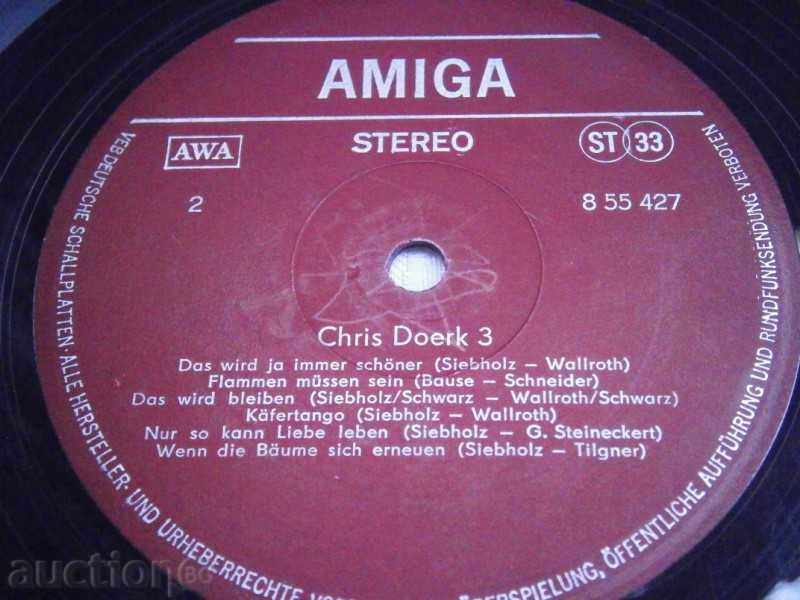 AMIGA
AWA
STEREO
ST 33
2
8 55 427
Chris Doerk 3
Das wird ja immer schöner (Siebholz – Wallroth)
Flammen müssen sein (Bause – Schneider)
Das wird bleiben (Siebholz/Schwarz – Wallroth/Schwarz)
Käfertango (Siebholz – Wallroth)
Nur so kann Liebe leben (Siebholz – G. Steineckert)
Wenn die Bäume sich erneuen (Siebholz – Tilgner)
VEB DEUTSCHE SCHALLPLATTEN · ALLE HERSTELLER- UND URHEBERRECHTE ÜBERSPIELUNG, ÖFFENTLICHE AUFFÜHRUNG UND RUNDFUNKSENDUNG VERBOTEN
auction